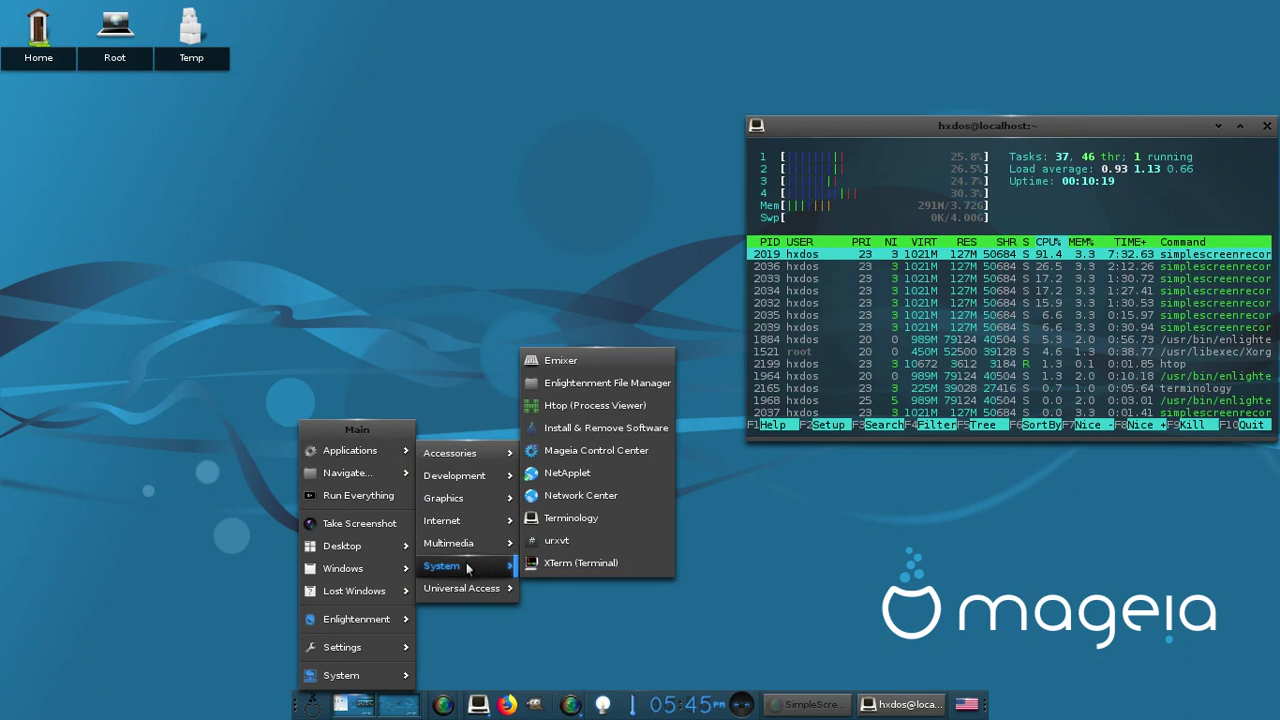 Home
Root
Temp
hxdos@localhost:~
1 [ 25.8%]
2 [ 26.5%]
3 [ 24.7%]
4 [ 30.3%]
Mem[ 291M/3.72G]
Swp[ 0K/4.00G]
Tasks: 37, 46 thr; 1 running
Load average: 0.93 1.13 0.66
Uptime: 00:10:19
PID USER PRI NI VIRT RES SHR S CPU% MEM% TIME+ Command
2019 hxdos 23 3 1021M 127M 50684 S 91.4 3.3 7:32.63 simplescreenrecor
2036 hxdos 23 3 1021M 127M 50684 S 26.5 3.3 2:12.26 simplescreenrecor
2033 hxdos 23 3 1021M 127M 50684 S 17.2 3.3 1:30.72 simplescreenrecor
2034 hxdos 23 3 1021M 127M 50684 S 17.2 3.3 1:27.41 simplescreenrecor
2032 hxdos 23 3 1021M 127M 50684 S 15.9 3.3 1:30.53 simplescreenrecor
2035 hxdos 23 3 1021M 127M 50684 S 6.6 3.3 0:15.97 simplescreenrecor
2039 hxdos 23 3 1021M 127M 50684 S 6.6 3.3 0:30.94 simplescreenrecor
1884 hxdos 20 0 989M 79124 40504 S 5.3 2.0 0:56.73 /usr/bin/enlighte
1521 root 20 0 450M 52500 39128 S 4.6 1.3 0:38.77 /usr/libexec/Xorg
2199 hxdos 23 3 10672 3612 3184 R 1.3 0.1 0:01.85 htop
1964 hxdos 20 0 989M 79124 40504 S 1.3 2.0 0:10.18 /usr/bin/enlighte
2165 hxdos 23 3 225M 39028 27416 S 0.7 1.0 0:05.64 terminology
1968 hxdos 25 5 989M 79124 40504 S 0.0 2.0 0:03.01 /usr/bin/enlighte
2037 hxdos 23 3 1021M 127M 50684 S 0.0 3.3 0:01.41 simplescreenrecor
F1Help F2Setup F3Search F4Filter F5Tree F6SortBy F7Nice - F8Nice + F9Kill F10Quit
Main
Applications
Navigate...
Run Everything
Take Screenshot
Desktop
Windows
Lost Windows
Enlightenment
Settings
System
Accessories
Development
Graphics
Internet
Multimedia
System
Universal Access
Emixer
Enlightenment File Manager
Htop (Process Viewer)
Install & Remove Software
Mageia Control Center
NetApplet
Network Center
Terminology
urxvt
XTerm (Terminal)
mageia
05:45PM
SimpleScre...
hxdos@loca...